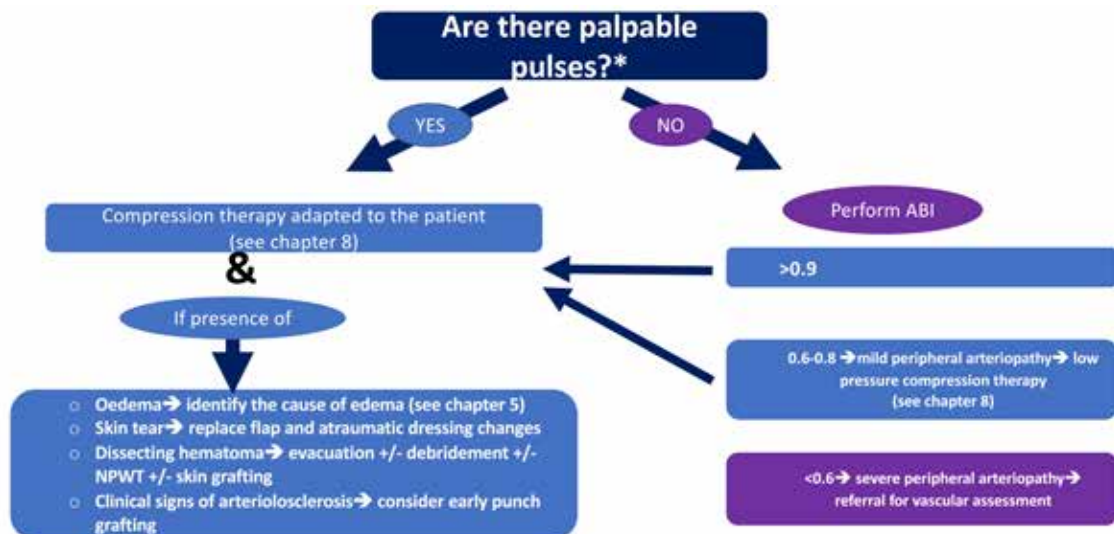 Are there palpable
pulses?*
YES
NO
Compression therapy adapted to the patient
(see chapter 8)
&
If presence of
o Oedema➔ identify the cause of edema (see chapter 5)
o Skin tear➔ replace flap and atraumatic dressing changes
o Dissecting hematoma➔ evacuation +/- debridement +/-
NPWT +/- skin grafting
o Clinical signs of arteriolosclerosis➔ consider early punch
grafting
Perform ABI
>0.9
0.6-0.8 ➔mild peripheral arteriopathy➔ low
pressure compression therapy
(see chapter 8)
<0.6➔ severe peripheral arteriopathy➔
referral for vascular assessment